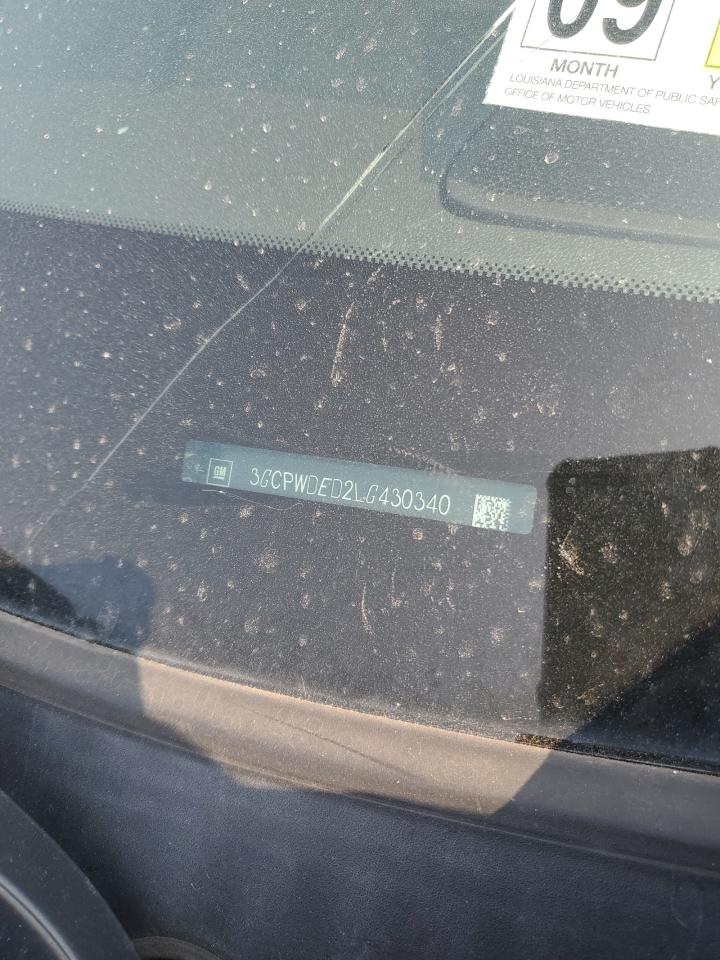 09
MONTH
LOUISIANA DEPARTMENT OF PUBLIC SAF
OFFICE OF MOTOR VEHICLES
Y
GM 3GCPWDED2LG430340